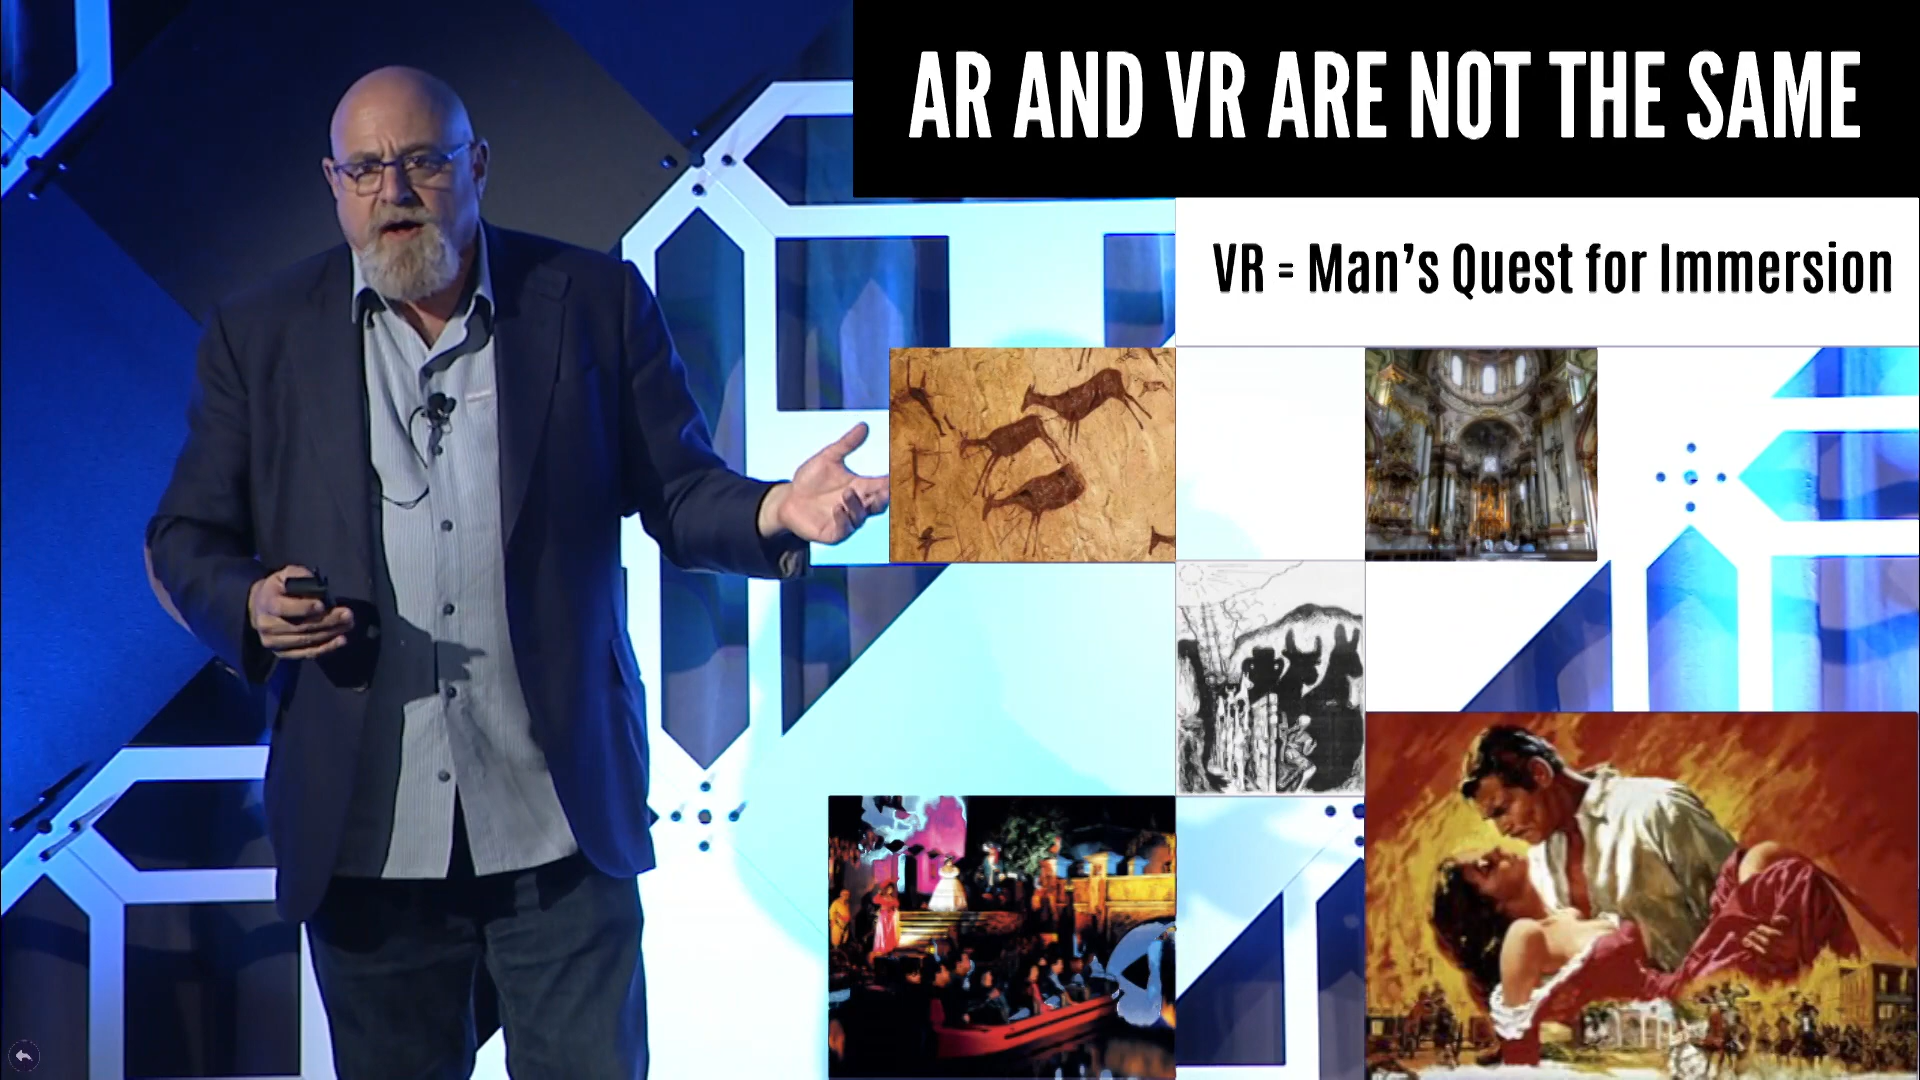 AR AND VR ARE NOT THE SAME
VR = Man's Quest for Immersion